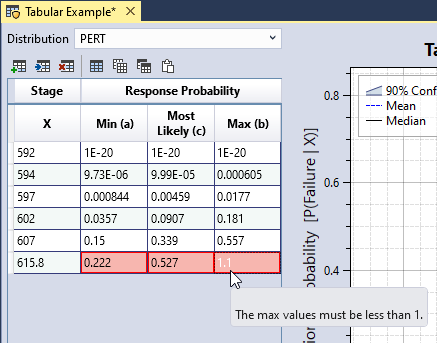 Tabular Example*
Distribution PERT
Stage Response Probability
X Min (a) Most Likely (c) Max (b)
592 1E-20 1E-20 1E-20
594 9.73E-06 9.99E-05 0.000605
597 0.000844 0.00459 0.0177
602 0.0357 0.0907 0.181
607 0.15 0.339 0.557
615.8 0.222 0.527 1.1
The max values must be less than 1.
Ta
0.8
0.6
0.4
obability [P(Failure | X)]
90% Conf
Mean
Median